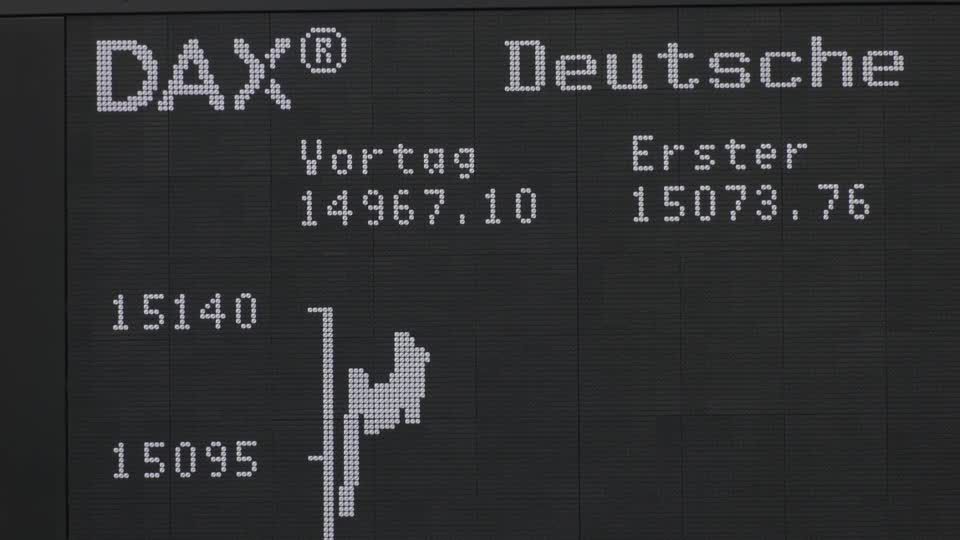 DAX® Deutsche
Vortag Erster
14967.10 15073.76
15140
15095